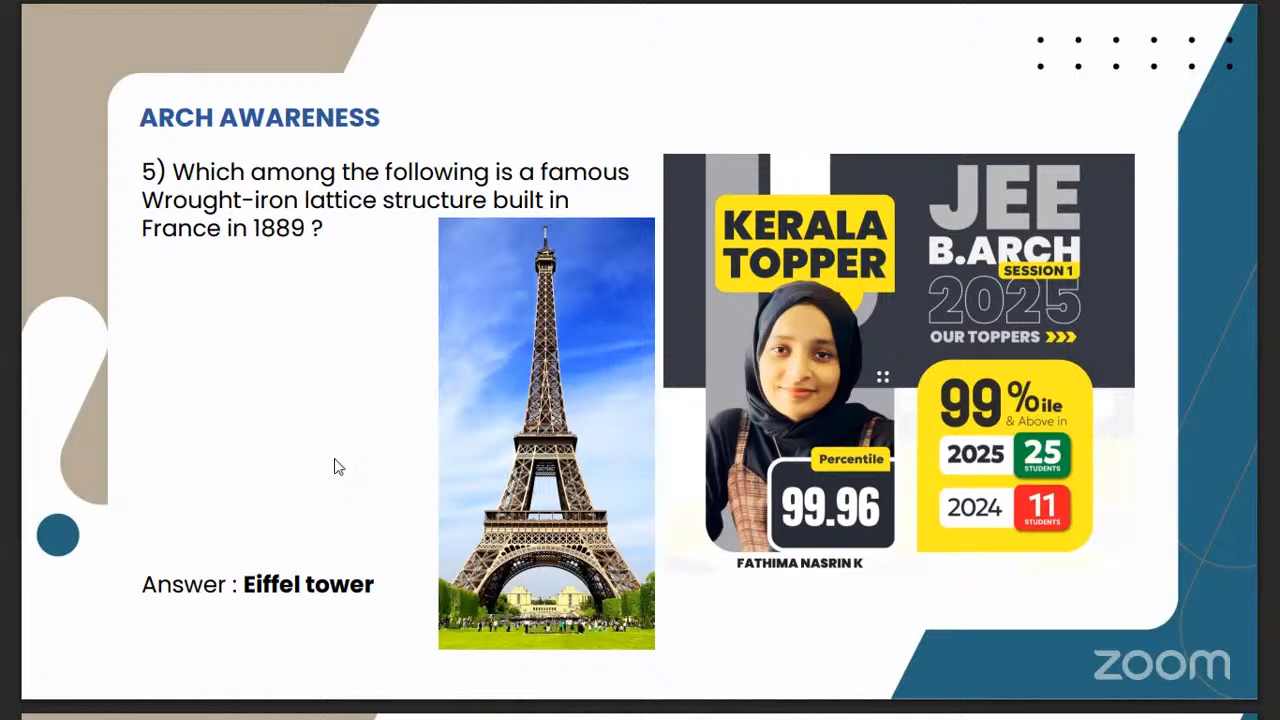 ARCH AWARENESS
5) Which among the following is a famous
Wrought-iron lattice structure built in
France in 1889 ?
Answer : Eiffel tower
KERALA
TOPPER
Percentile
99.96
FATHIMA NASRIN K
JEE
B.ARCH
SESSION 1
2025
OUR TOPPERS
99%ile
& Above in
2025 25
STUDENTS
2024 11
STUDENTS
zoom